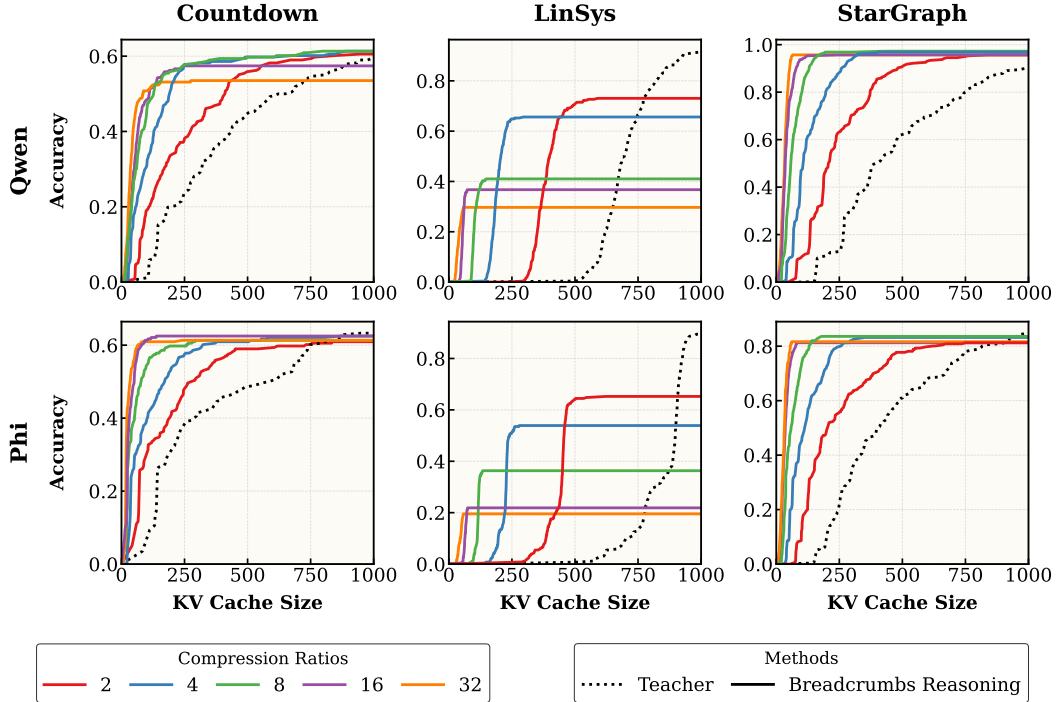 Countdown LinSys StarGraph
Qwen
Accuracy
0.6
0.4
0.2
0.0
0 250 500 750 1000
0.8
0.6
0.4
0.2
0.0
0 250 500 750 1000
1.0
0.8
0.6
0.4
0.2
0.0
0 250 500 750 1000
Phi
Accuracy
0.6
0.4
0.2
0.0
0 250 500 750 1000
KV Cache Size
0.8
0.6
0.4
0.2
0.0
0 250 500 750 1000
KV Cache Size
0.8
0.6
0.4
0.2
0.0
0 250 500 750 1000
KV Cache Size
Compression Ratios
2 4 8 16 32
Methods
Teacher Breadcrumbs Reasoning